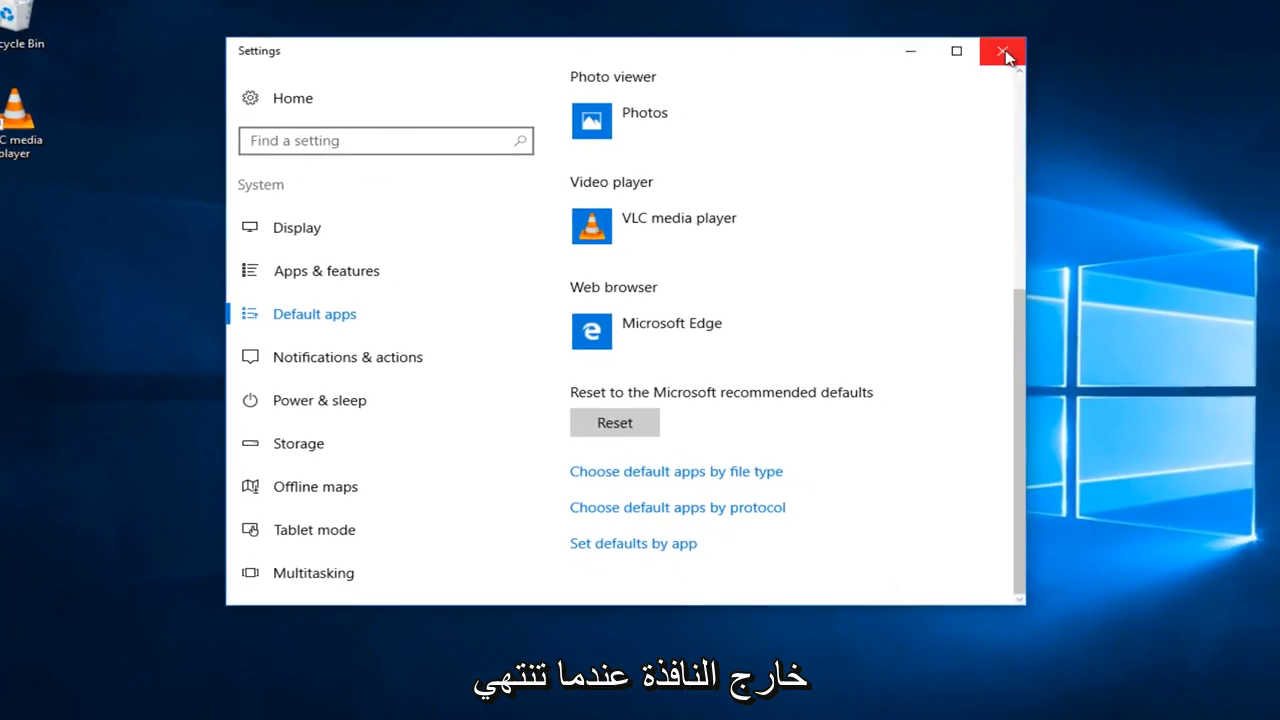 cycle Bin
C media
player
Settings
Home
Find a setting
System
Display
Apps & features
Default apps
Notifications & actions
Power & sleep
Storage
Offline maps
Tablet mode
Multitasking
Photo viewer
Photos
Video player
VLC media player
Web browser
Microsoft Edge
Reset to the Microsoft recommended defaults
Reset
Choose default apps by file type
Choose default apps by protocol
Set defaults by app
خارج النافذة عندما تنتهي